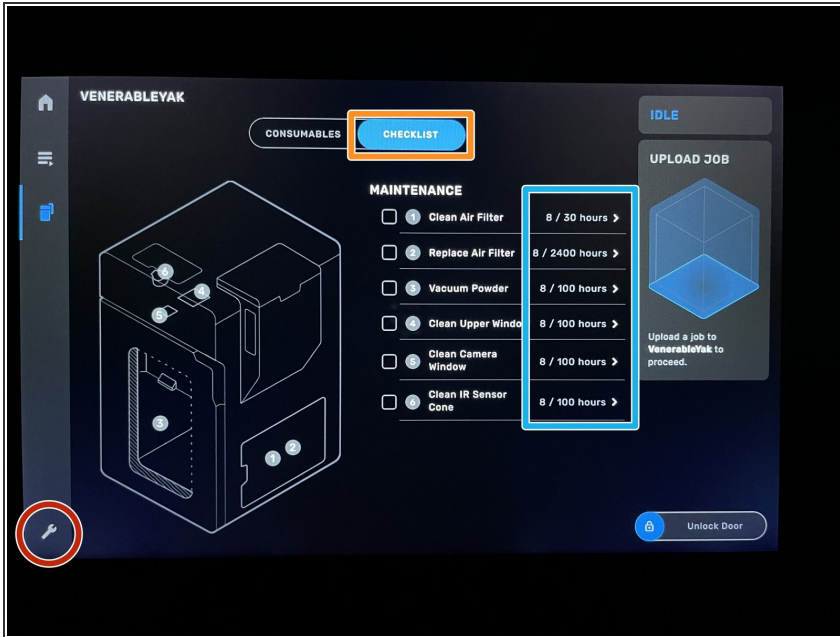 VENERABLEYAK
CONSUMABLES
CHECKLIST
MAINTENANCE
1 Clean Air Filter 8 / 30 hours >
2 Replace Air Filter 8 / 2400 hours >
3 Vacuum Powder 8 / 100 hours >
4 Clean Upper Windo 8 / 100 hours >
5 Clean Camera
Window 8 / 100 hours >
6 Clean IR Sensor
Cone 8 / 100 hours >
6
4
5
3
1
2
IDLE
UPLOAD JOB
Upload a job to
VenerableYak to
proceed.
Unlock Door